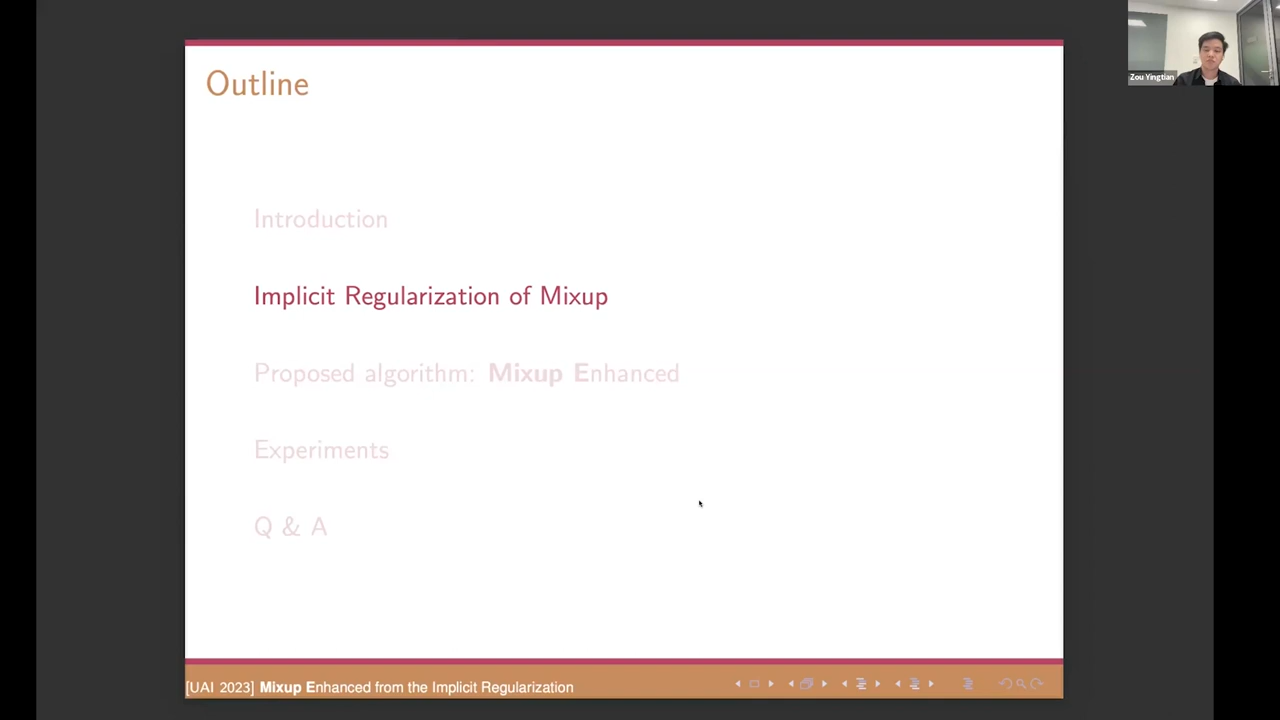 Outline
Introduction
Implicit Regularization of Mixup
Proposed algorithm: Mixup Enhanced
Experiments
Q & A
[UAI 2023] Mixup Enhanced from the Implicit Regularization
Zou Yingtian